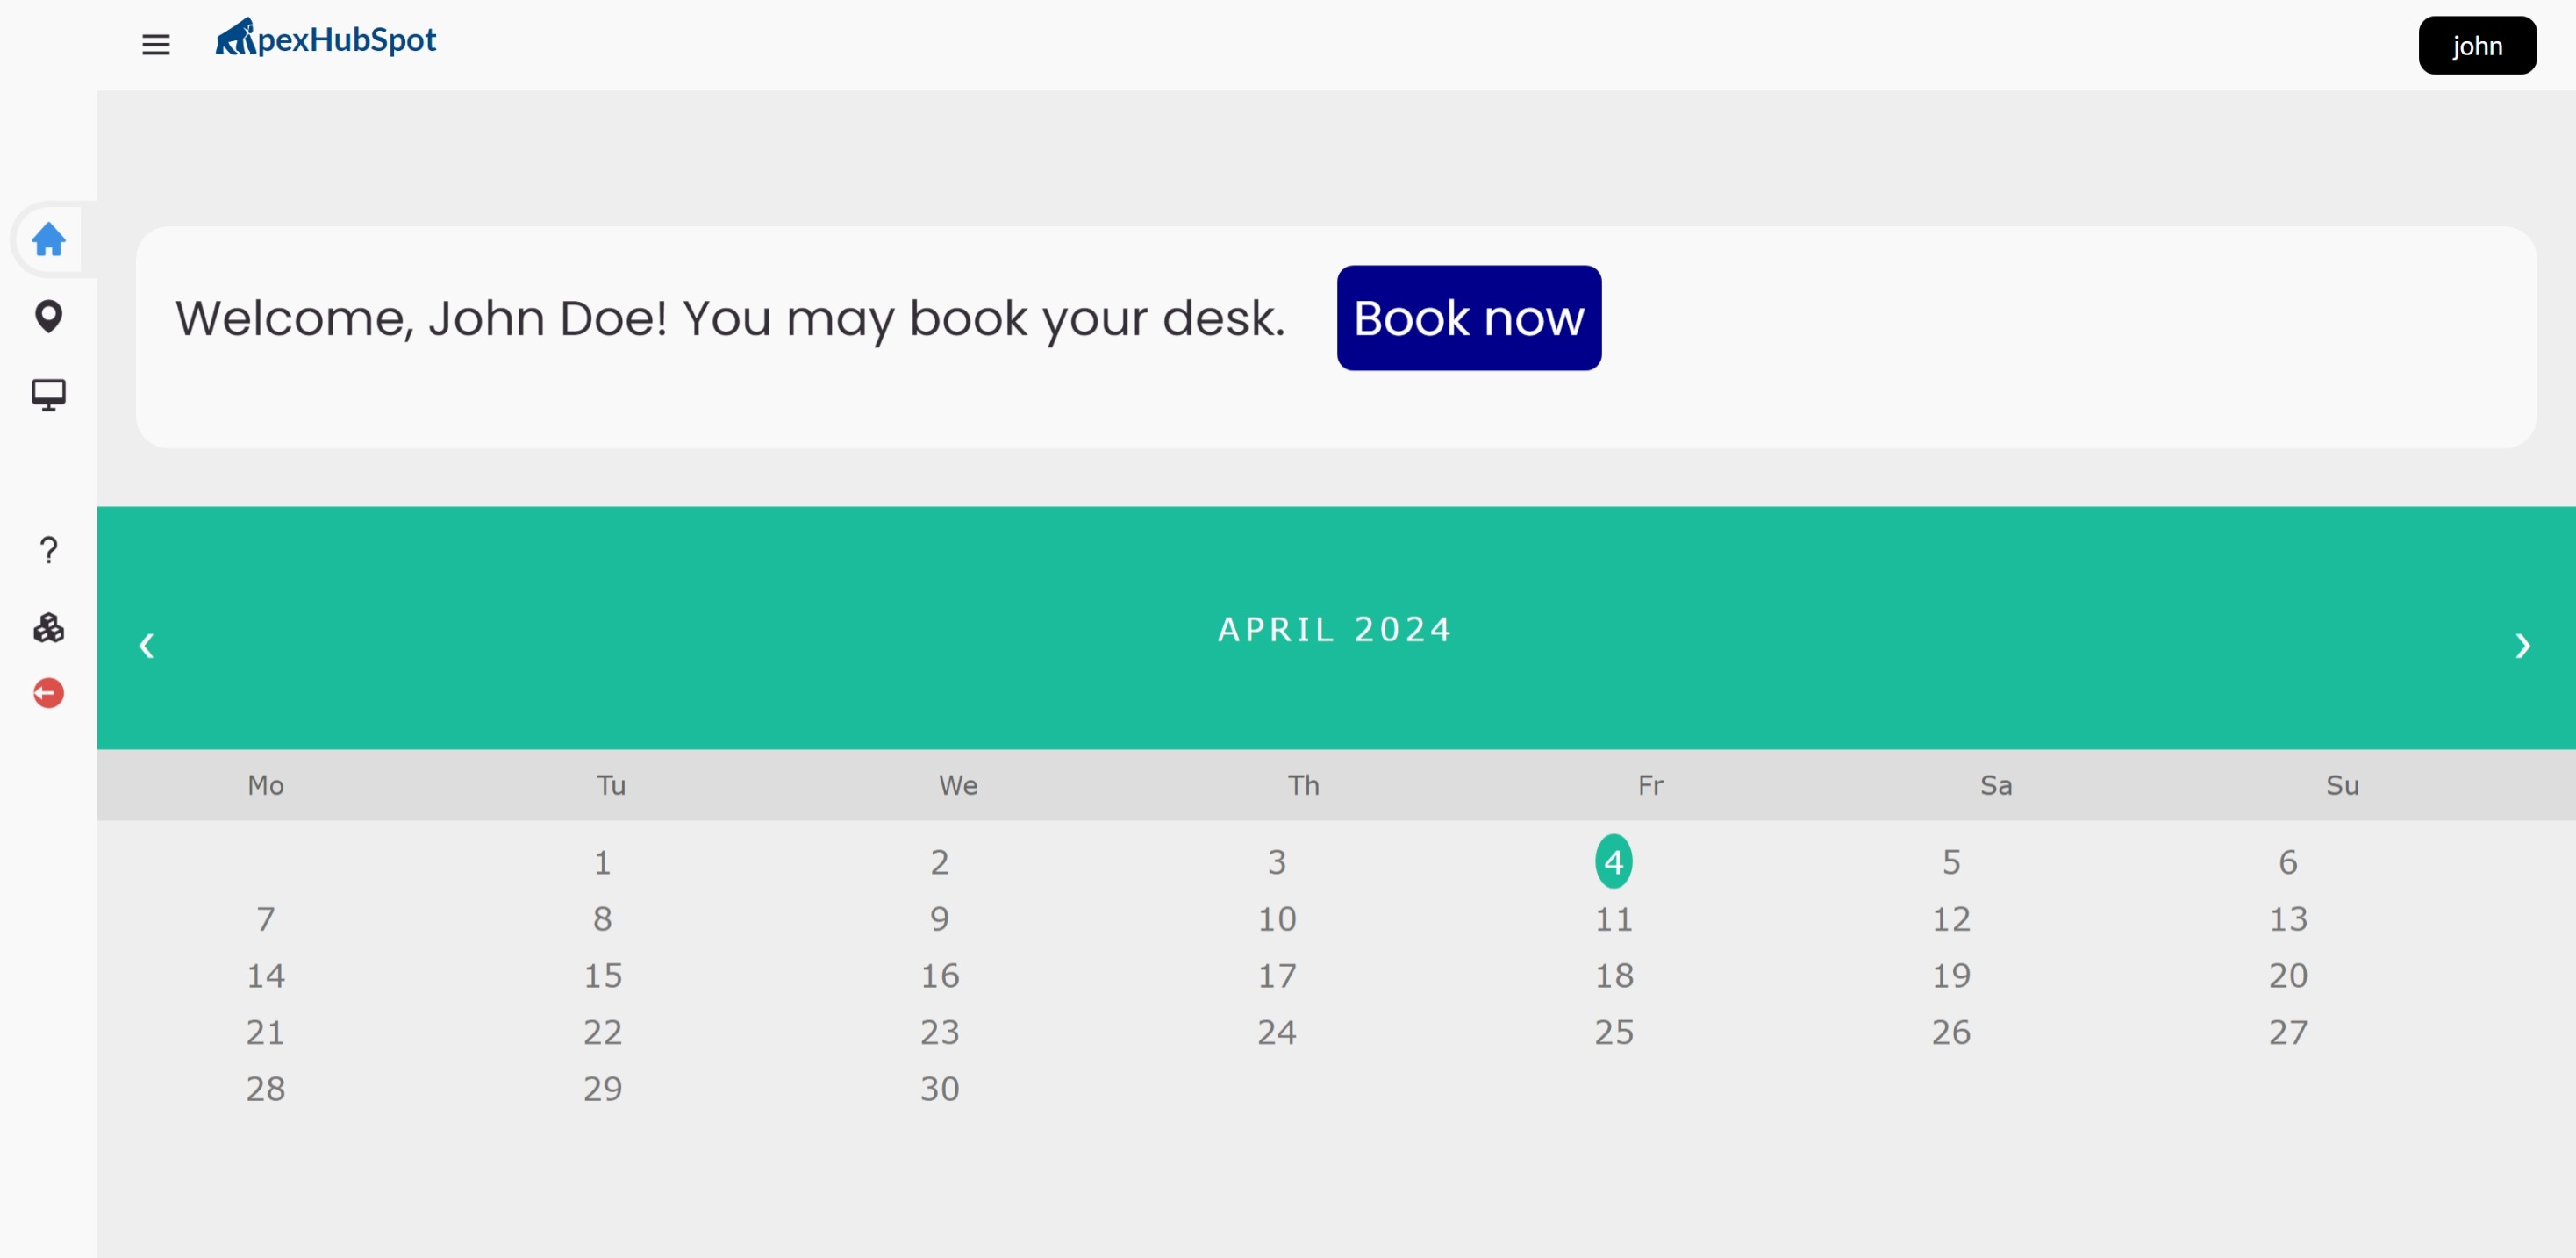 pexHubSpot
john
Welcome, John Doe! You may book your desk. Book now
?
‹ APRIL 2024 ›
Mo Tu We Th Fr Sa Su
1 2 3 4 5 6
7 8 9 10 11 12 13
14 15 16 17 18 19 20
21 22 23 24 25 26 27
28 29 30